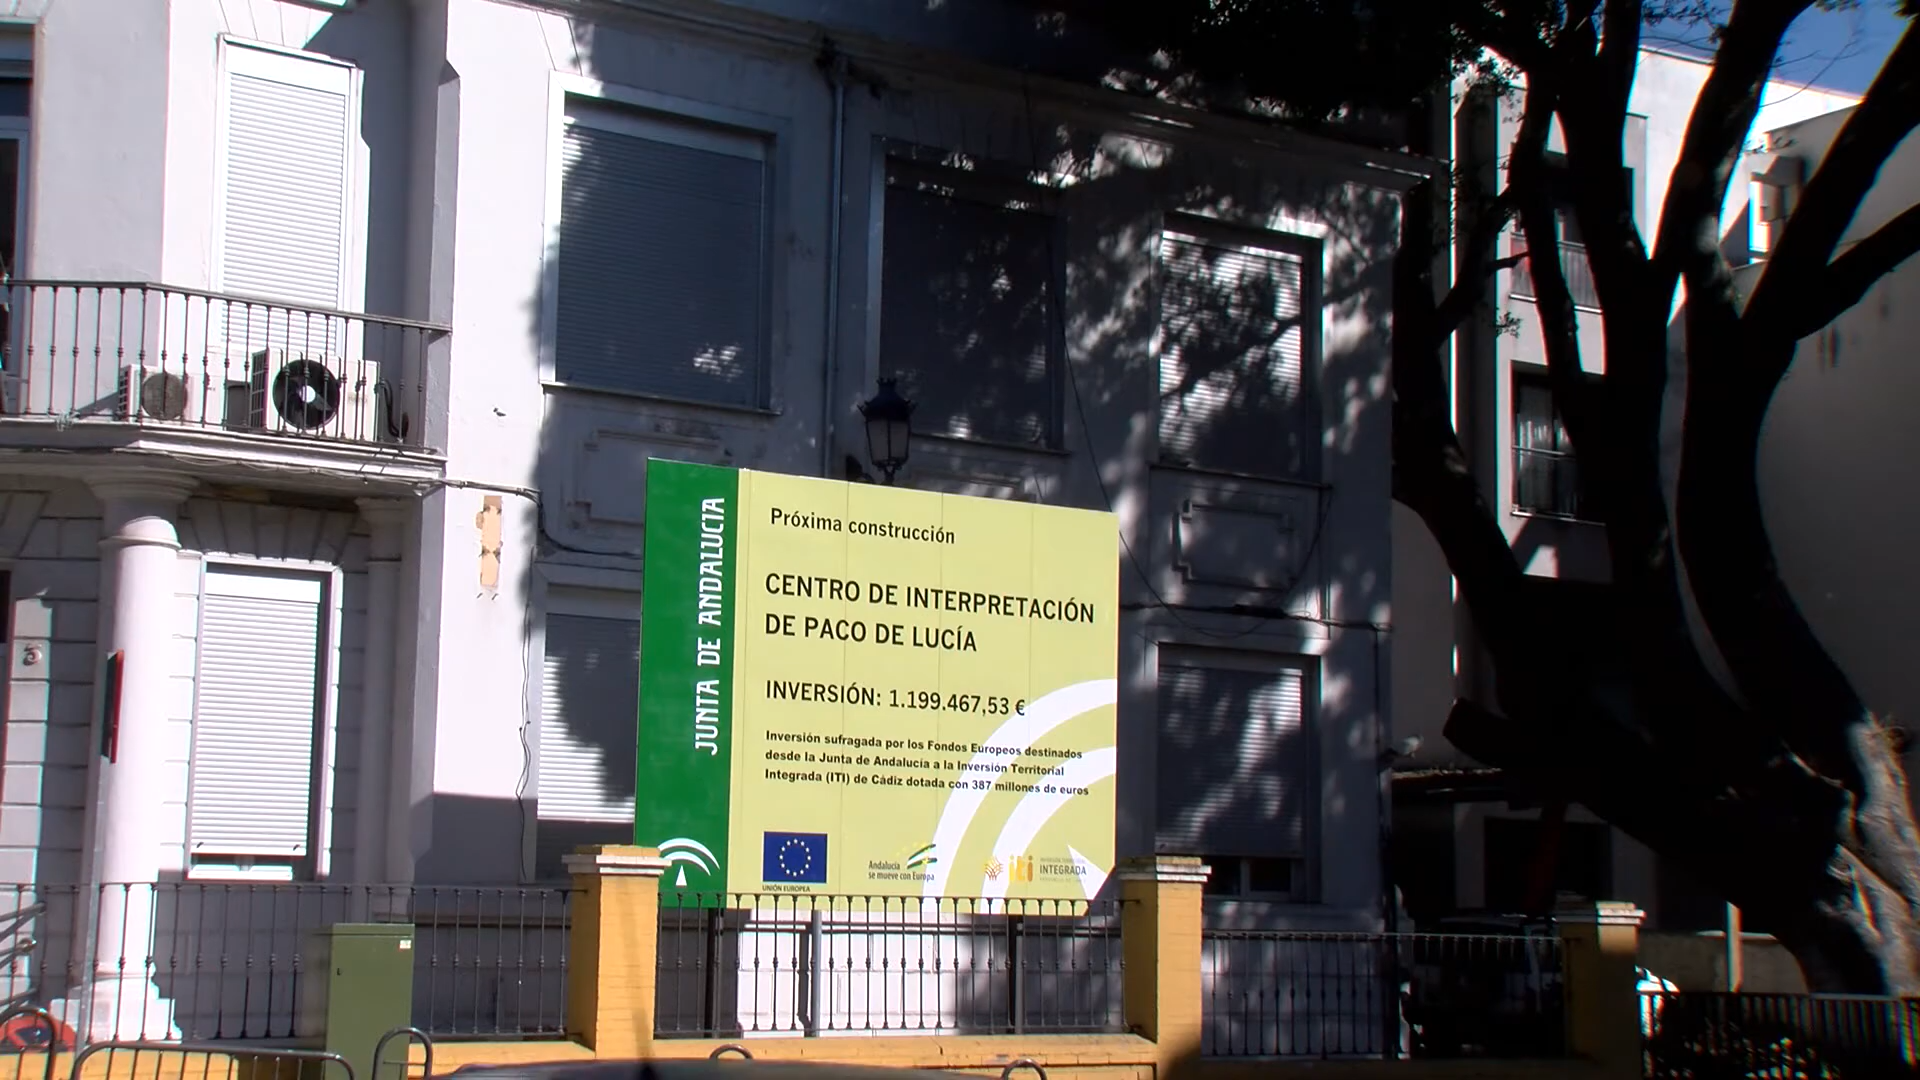 JUNTA DE ANDALUCIA
Próxima construcción
CENTRO DE INTERPRETACIÓN
DE PACO DE LUCÍA
INVERSIÓN: 1.199.467,53 €
Inversión sufragada por los Fondos Europeos destinados
desde la Junta de Andalucía a la Inversión Territorial
Integrada (ITI) de Cádiz dotada con 387 millones de euros
UNIÓN EUROPEA
Andalucía
se mueve con Europa
iti
INTEGRADA